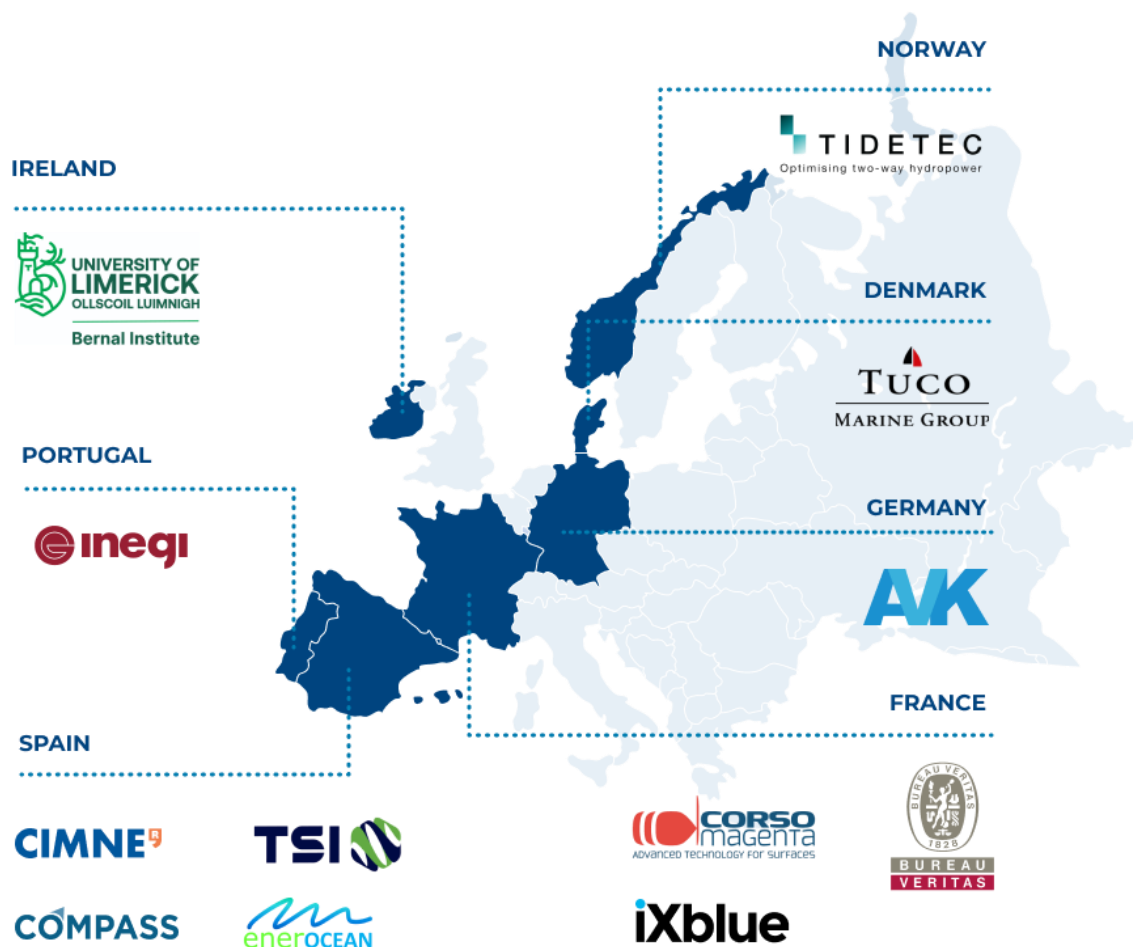 NORWAY
TIDETEC
Optimising two-way hydropower
IRELAND
UNIVERSITY OF
LIMERICK
OLLSCOIL LUIMNIGH
Bernal Institute
DENMARK
TUCO
MARINE GROUP
PORTUGAL
inegi
GERMANY
AVK
FRANCE
SPAIN
CIMNE R
TSI
CORSO
magenta
ADVANCED TECHNOLOGY FOR SURFACES
BUREAU VERITAS
1828
BUREAU
VERITAS
COMPASS
enerOCEAN
iXblue